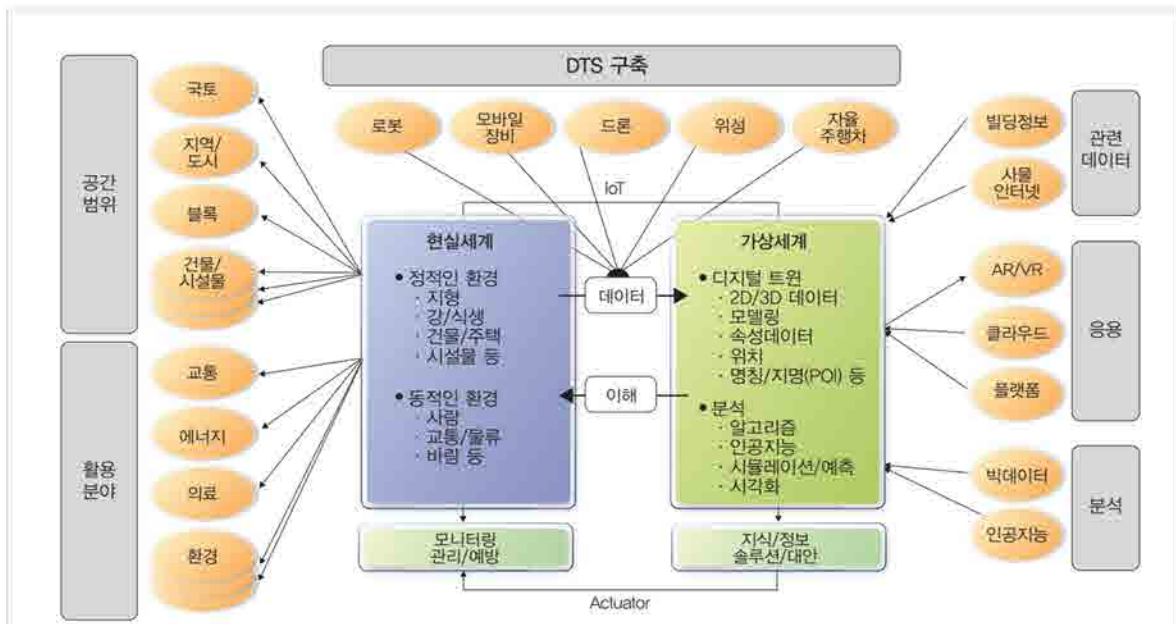 DTS 구축
공간
범위
국토
지역/
도시
블록
건물/
시설물
활용
분야
교통
에너지
의료
환경
로봇
모바일
장비
드론
위성
자율
주행차
IoT
현실세계
• 정적인 환경
· 지형
· 강/식생
· 건물/주택
· 시설물 등
• 동적인 환경
· 사람
· 교통/물류
· 바람 등
데이터
이해
가상세계
• 디지털 트윈
· 2D/3D 데이터
· 모델링
· 속성데이터
· 위치
· 명칭/지명(POI) 등
• 분석
· 알고리즘
· 인공지능
· 시뮬레이션/예측
· 시각화
모니터링
관리/예방
지식/정보
솔루션/대안
Actuator
빌딩정보
사물
인터넷
관련
데이터
AR/VR
클라우드
플랫폼
응용
빅데이터
인공지능
분석